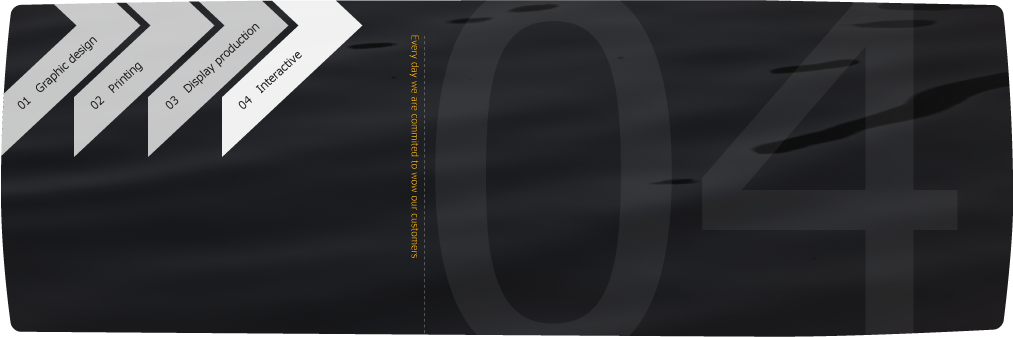 01 Graphic design
02 Printing
03 Display production
04 Interactive
Every day we are commited to wow our customers
04